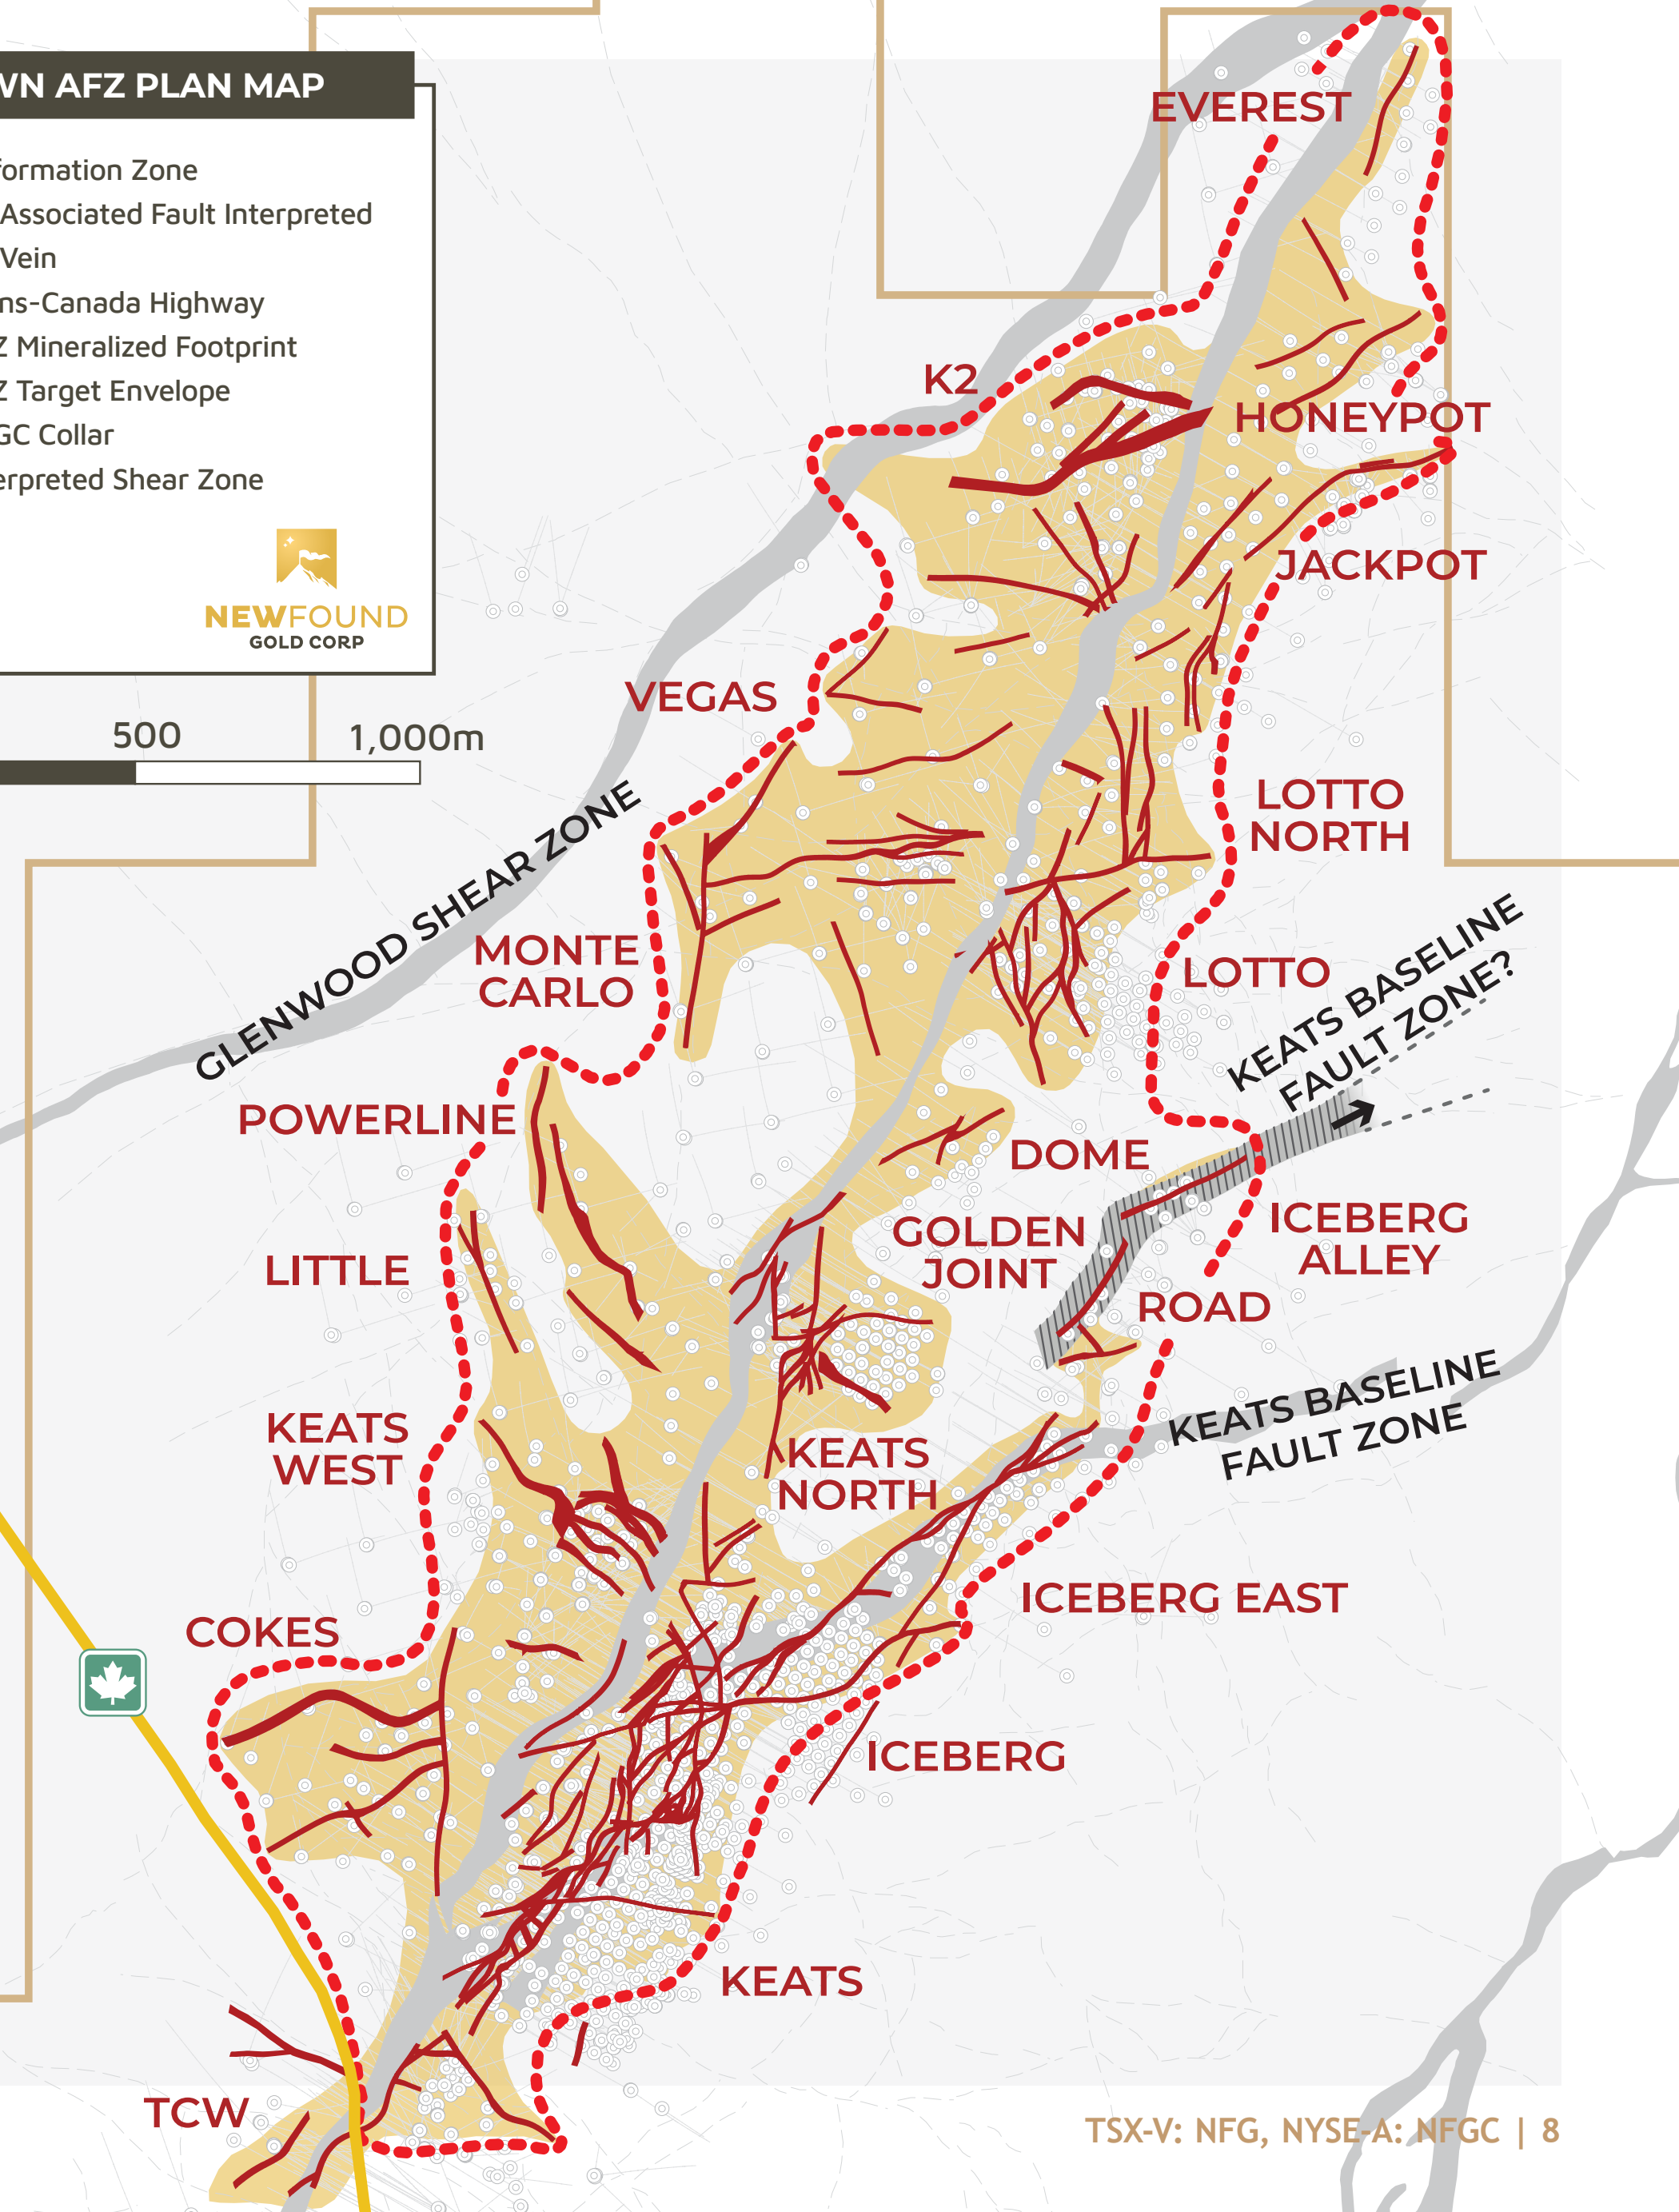 WN AFZ PLAN MAP
formation Zone
Associated Fault Interpreted
Vein
ns-Canada Highway
Z Mineralized Footprint
Z Target Envelope
GC Collar
erpreted Shear Zone
NEWFOUND
GOLD CORP
500
1,000m
EVEREST
K2
HONEYPOT
JACKPOT
VEGAS
LOTTO
NORTH
GLENWOOD SHEAR ZONE
MONTE
CARLO
LOTTO
KEATS BASELINE
FAULT ZONE?
POWERLINE
DOME
GOLDEN
JOINT
ICEBERG
ALLEY
LITTLE
ROAD
KEATS BASELINE
FAULT ZONE
KEATS
WEST
KEATS
NORTH
ICEBERG EAST
COKES
ICEBERG
KEATS
TCW
TSX-V: NFG, NYSE-A: NFGC | 8